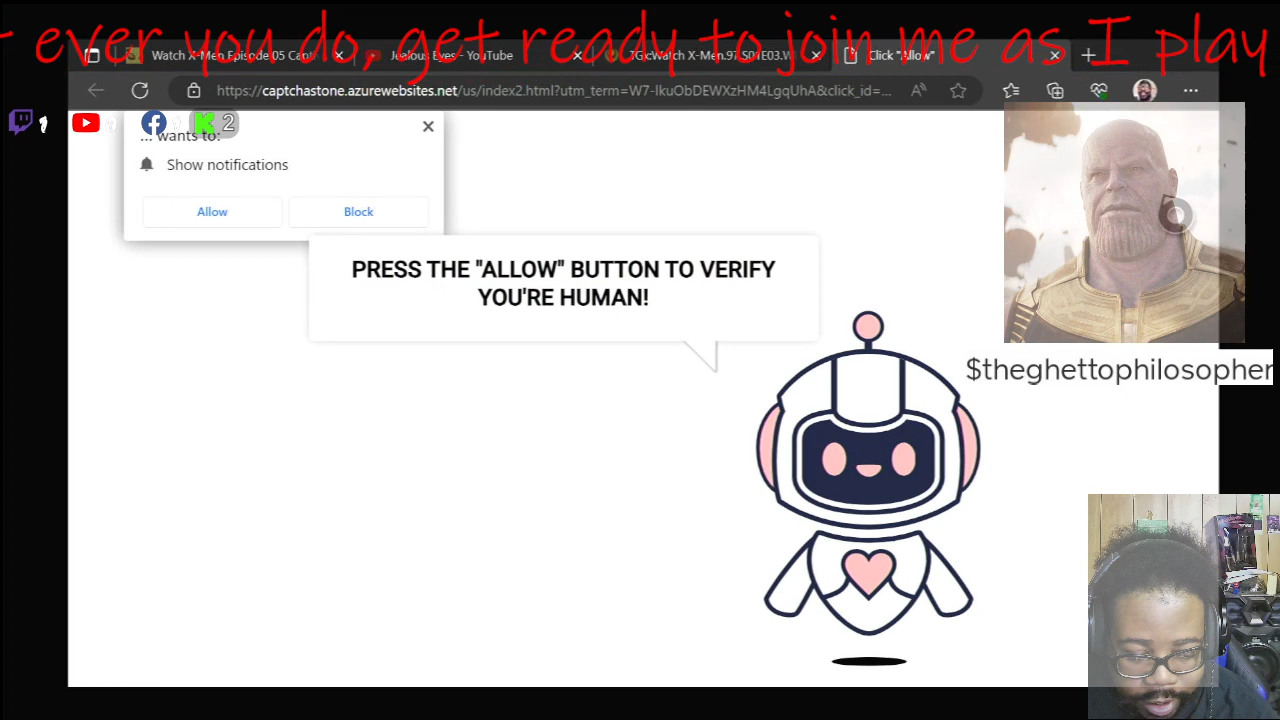 ever you do, get ready to join me as I play
Watch X-Men Episode 05 Capt
Jealous Eyes - YouTube
Click "Allow"
https://captchastone.azurewebsites.net/us/index2.html?utm_term=W7-IkuObDEWXzHM4LgqUhA&click_id=...
2
... wants to:
Show notifications
Allow
Block
PRESS THE "ALLOW" BUTTON TO VERIFY
YOU'RE HUMAN!
$theghettophilosopher